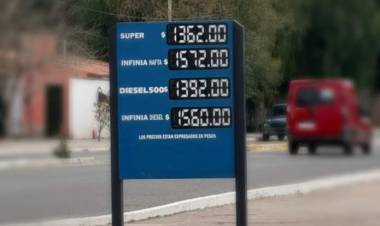 SUPER $ 1362.00
INFINIA NAFTA $ 1572.00
DIESEL500 $ 1392.00
INFINIA DIESEL $ 1560.00
LOS PRECIOS ESTAN EXPRESADOS EN PESOS